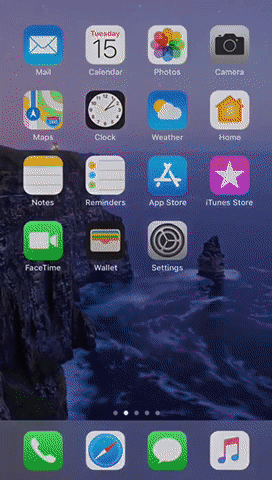 Tuesday
15
Mail Calendar Photos Camera
Maps Clock Weather Home
Notes Reminders App Store iTunes Store
FaceTime Wallet Settings